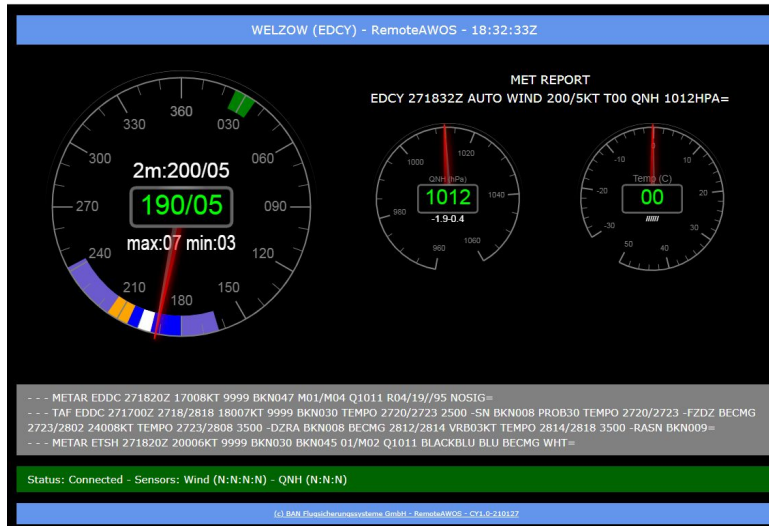 WELZOW (EDCY) - RemoteAWOS - 18:32:33Z
MET REPORT
EDCY 271832Z AUTO WIND 200/5KT T00 QNH 1012HPA=
360
330
030
300
060
2m:200/05
270
190/05
090
max:07 min:03
240
120
210
180
150
1000
1020
QNH (hPa)
1012
980
1040
-1.9-0.4
960
1060
-10
0
10
Temp (C)
-20
00
20
//////
-30
30
50
40
- - - METAR EDDC 271820Z 17008KT 9999 BKN047 M01/M04 Q1011 R04/19//95 NOSIG=
- - - TAF EDDC 271700Z 2718/2818 18007KT 9999 BKN030 TEMPO 2720/2723 2500 -SN BKN008 PROB30 TEMPO 2720/2723 -FZDZ BECMG
2723/2802 24008KT TEMPO 2723/2808 3500 -DZRA BKN008 BECMG 2812/2814 VRB03KT TEMPO 2814/2818 3500 -RASN BKN009=
- - - METAR ETSH 271820Z 20006KT 9999 BKN030 BKN045 01/M02 Q1011 BLACKBLU BLU BECMG WHT=
Status: Connected - Sensors: Wind (N:N:N:N) - QNH (N:N:N)
(c) BAN Flugsicherungssysteme GmbH - RemoteAWOS - CY1.0-210127